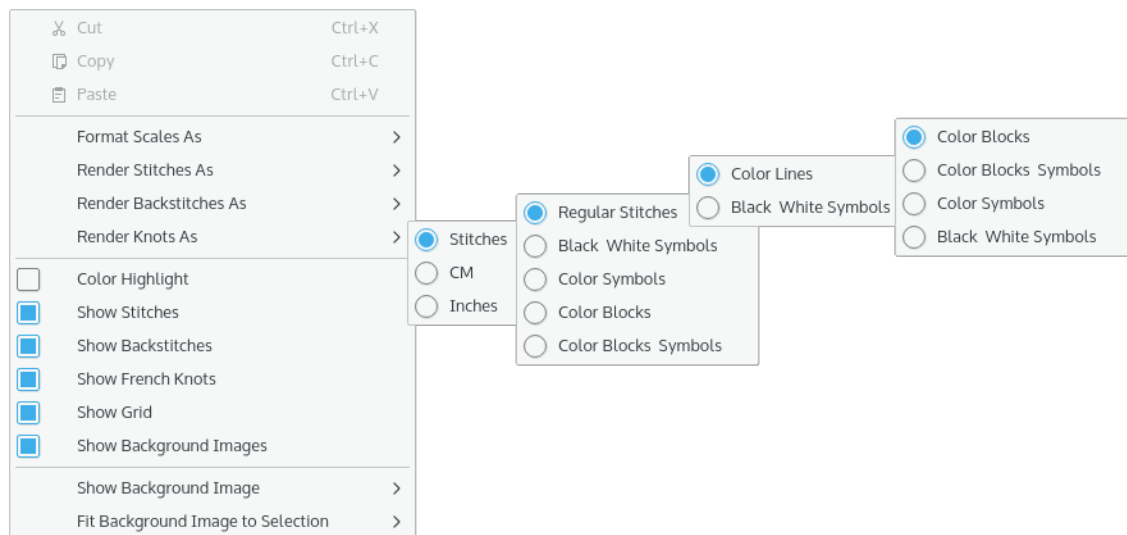 Cut Ctrl+X
Copy Ctrl+C
Paste Ctrl+V
Format Scales As
Render Stitches As
Render Backstitches As
Render Knots As
Color Highlight
Show Stitches
Show Backstitches
Show French Knots
Show Grid
Show Background Images
Show Background Image
Fit Background Image to Selection
Stitches
CM
Inches
Regular Stitches
Black White Symbols
Color Symbols
Color Blocks
Color Blocks Symbols
Color Lines
Black White Symbols
Color Blocks
Color Blocks Symbols
Color Symbols
Black White Symbols